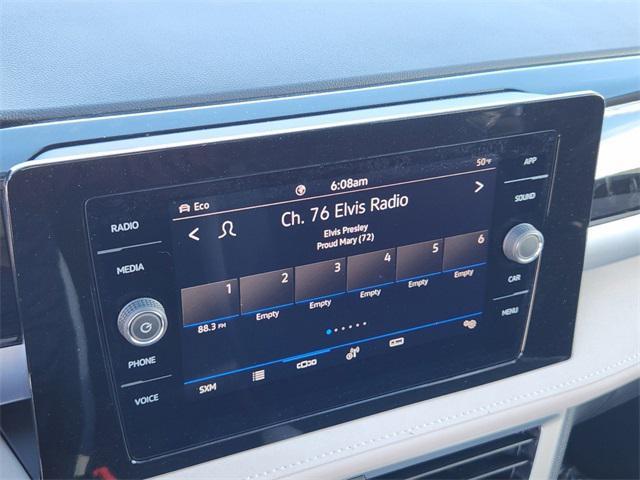 50°F
APP
6:08am
Eco
Ch. 76 Elvis Radio
SOUND
RADIO
Elvis Presley
Proud Mary (72)
MEDIA
1 2 3 4 5 6
88.3 FM Empty Empty Empty Empty Empty
CAR
MENU
PHONE
SXM
VOICE